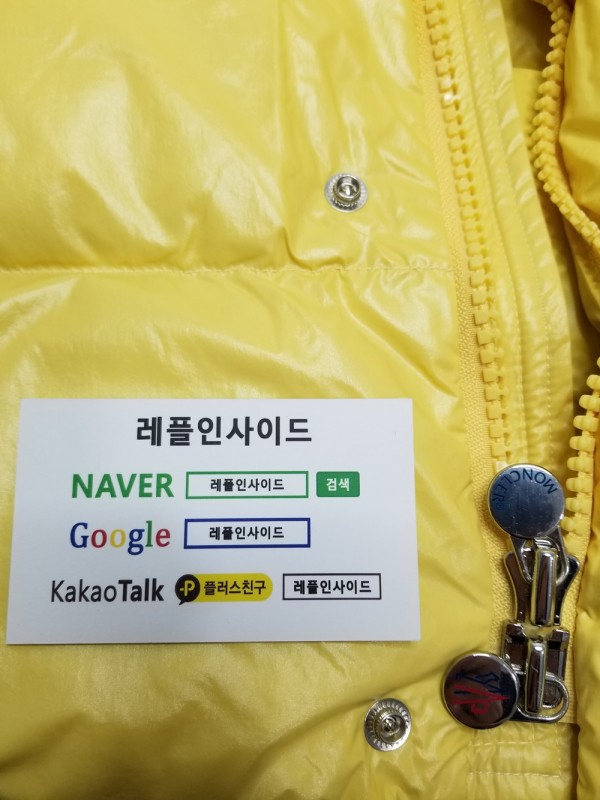 레플인사이드
NAVER 레플인사이드 검색
Google 레플인사이드
KakaoTalk P 플러스친구 레플인사이드
MONCLER